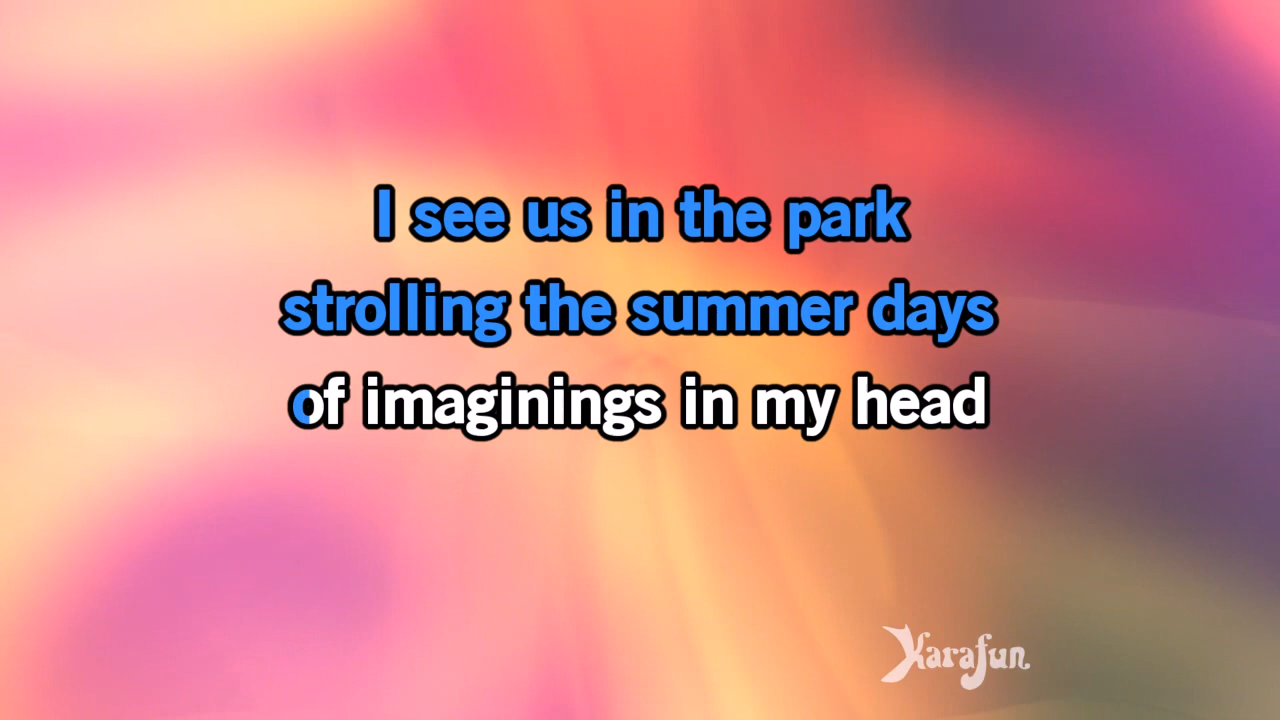 I see us in the park
strolling the summer days
of imaginings in my head
Karafun